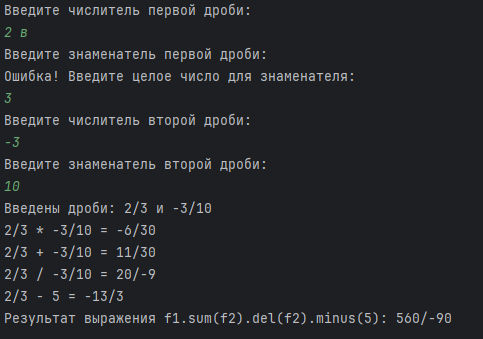 Введите числитель первой дроби:
2 в
Введите знаменатель первой дроби:
Ошибка! Введите целое число для знаменателя:
3
Введите числитель второй дроби:
-3
Введите знаменатель второй дроби:
10
Введены дроби: 2/3 и -3/10
2/3 * -3/10 = -6/30
2/3 + -3/10 = 11/30
2/3 / -3/10 = 20/-9
2/3 - 5 = -13/3
Результат выражения f1.sum(f2).del(f2).minus(5): 560/-90